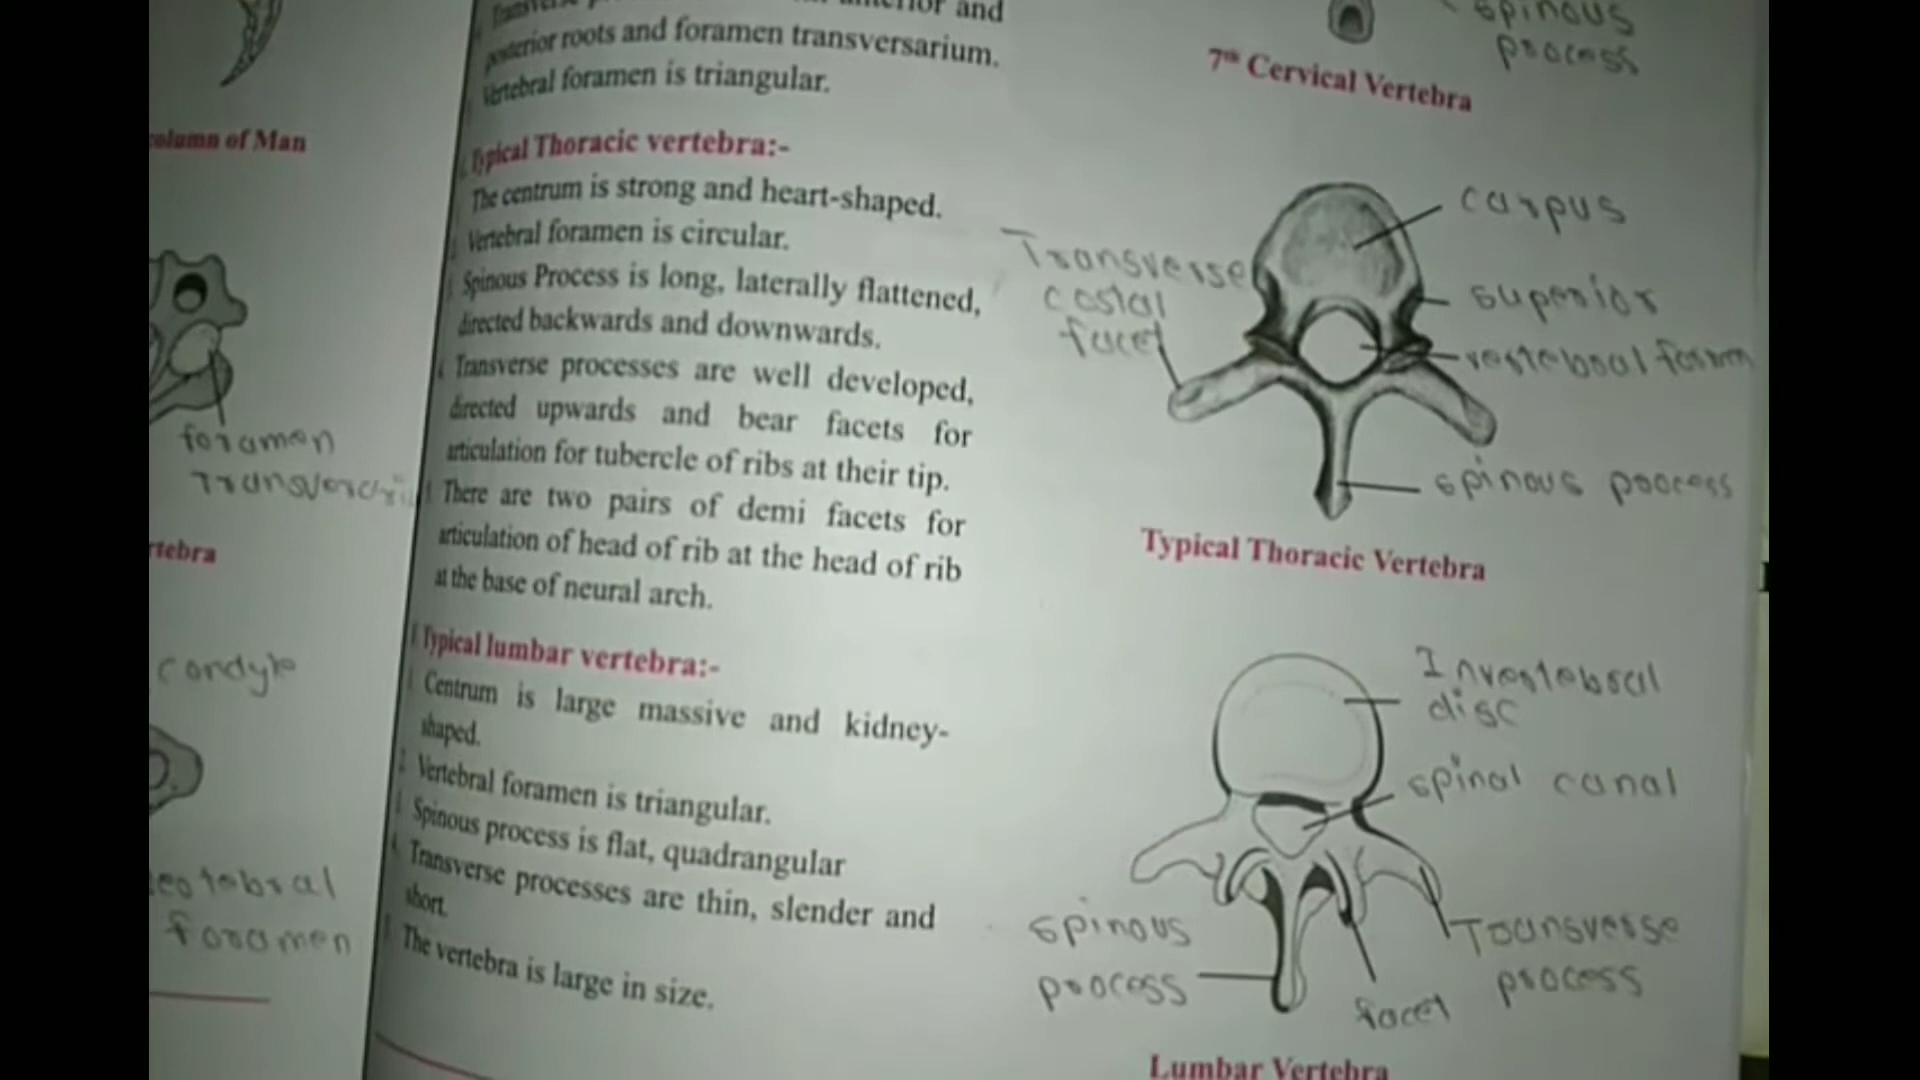 anterior and
posterior roots and foramen transversarium.
Vertebral foramen is triangular.
Typical Thoracic vertebra:-
The centrum is strong and heart-shaped.
Vertebral foramen is circular.
Spinous Process is long, laterally flattened,
directed backwards and downwards.
Transverse processes are well developed,
directed upwards and bear facets for
articulation for tubercle of ribs at their tip.
There are two pairs of demi facets for
articulation of head of rib at the head of rib
at the base of neural arch.
Typical lumbar vertebra:-
Centrum is large massive and kidney-
shaped.
Vertebral foramen is triangular.
Spinous process is flat, quadrangular
Transverse processes are thin, slender and
short.
The vertebra is large in size.
column of Man
foramen
rtebra
condyle
foramen
spinous
process
7th Cervical Vertebra
carpus
Transverse
costal
facet
superior
spinous process
Typical Thoracic Vertebra
Invertebral
disc
spinal canal
spinous
process
facet
Transverse
process
Lumbar Vertebra